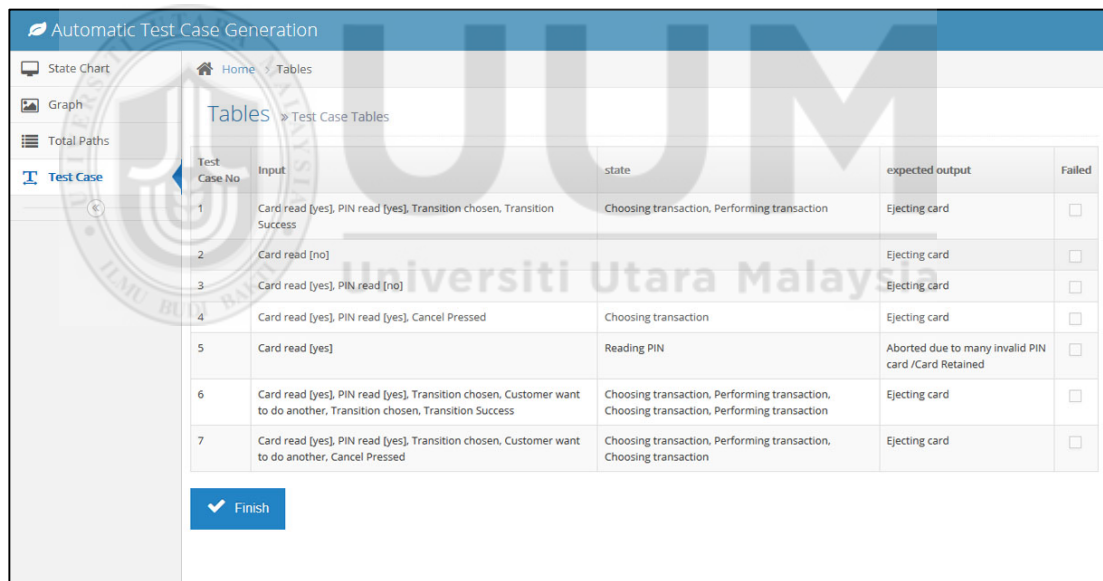 Automatic Test Case Generation
State Chart
Graph
Total Paths
Test Case
Home > Tables
Tables » Test Case Tables
Test Case No Input state expected output Failed
1 Card read [yes], PIN read [yes], Transition chosen, Transition Success Choosing transaction, Performing transaction Ejecting card
2 Card read [no] Ejecting card
3 Card read [yes], PIN read [no] Ejecting card
4 Card read [yes], PIN read [yes], Cancel Pressed Choosing transaction Ejecting card
5 Card read [yes] Reading PIN Aborted due to many invalid PIN card /Card Retained
6 Card read [yes], PIN read [yes], Transition chosen, Customer want to do another, Transition chosen, Transition Success Choosing transaction, Performing transaction, Choosing transaction, Performing transaction Ejecting card
7 Card read [yes], PIN read [yes], Transition chosen, Customer want to do another, Cancel Pressed Choosing transaction, Performing transaction, Choosing transaction Ejecting card
Finish
UUM
Universiti Utara Malaysia
UNIVERSITI UTARA MALAYSIA
ILMU BUDI BAKTI